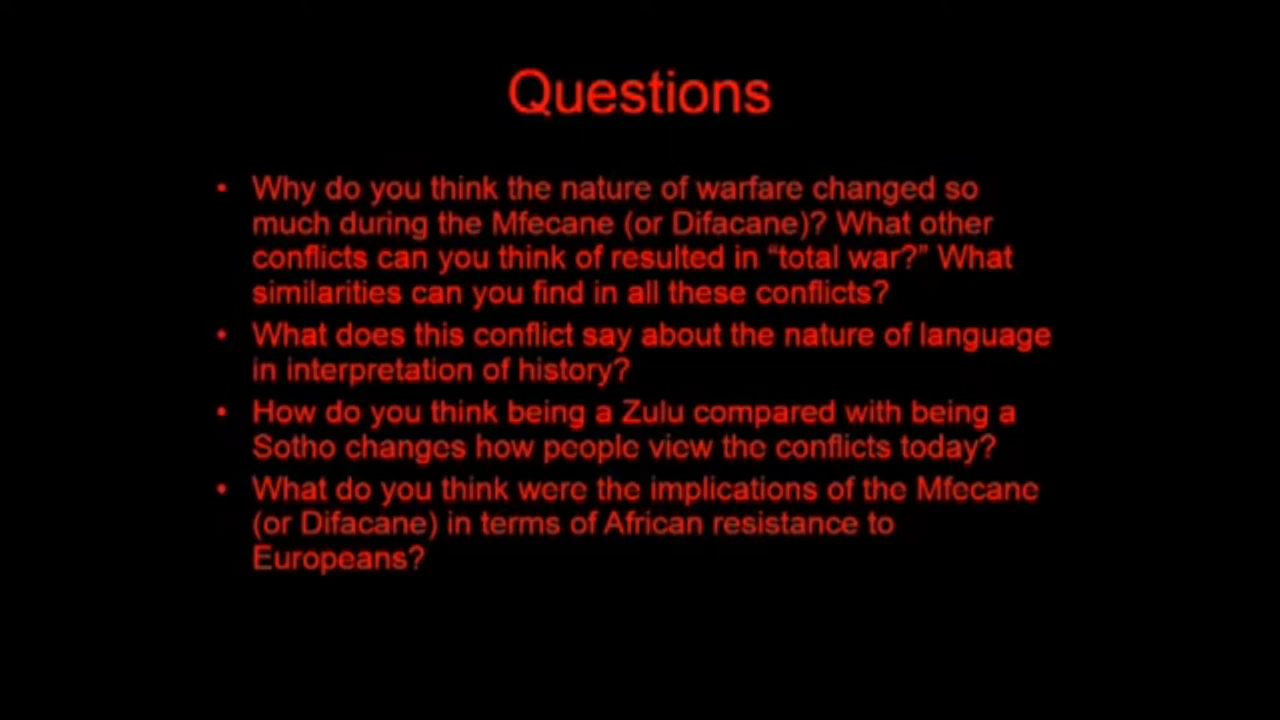 Questions
• Why do you think the nature of warfare changed so
much during the Mfecane (or Difacane)? What other
conflicts can you think of resulted in “total war?” What
similarities can you find in all these conflicts?
• What does this conflict say about the nature of language
in interpretation of history?
• How do you think being a Zulu compared with being a
Sotho changes how people view the conflicts today?
• What do you think were the implications of the Mfecane
(or Difacane) in terms of African resistance to
Europeans?